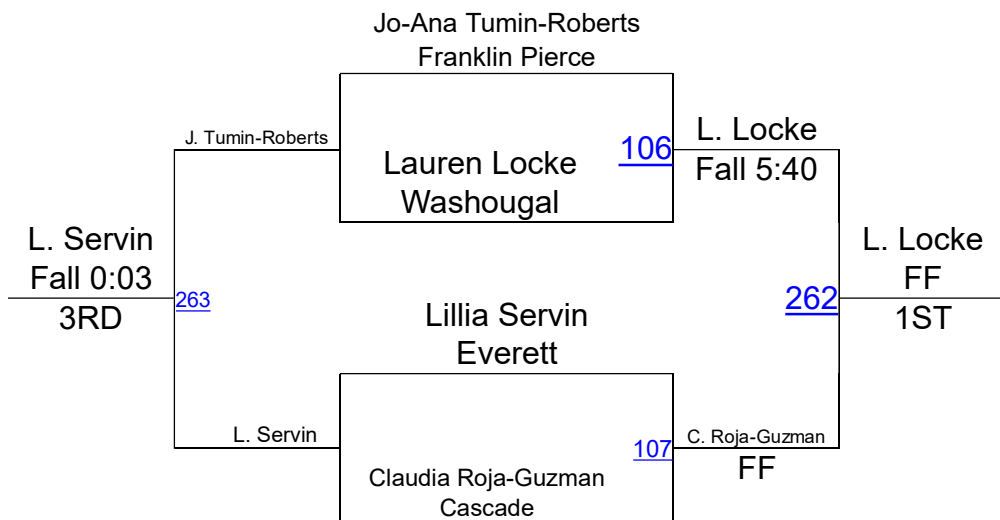 Jo-Ana Tumin-Roberts
Franklin Pierce
J. Tumin-Roberts
Lauren Locke
Washougal
106
L. Locke
Fall 5:40
L. Servin
Fall 0:03
3RD
263
Lillia Servin
Everett
262
L. Locke
FF
1ST
L. Servin
107
C. Roja-Guzman
FF
Claudia Roja-Guzman
Cascade